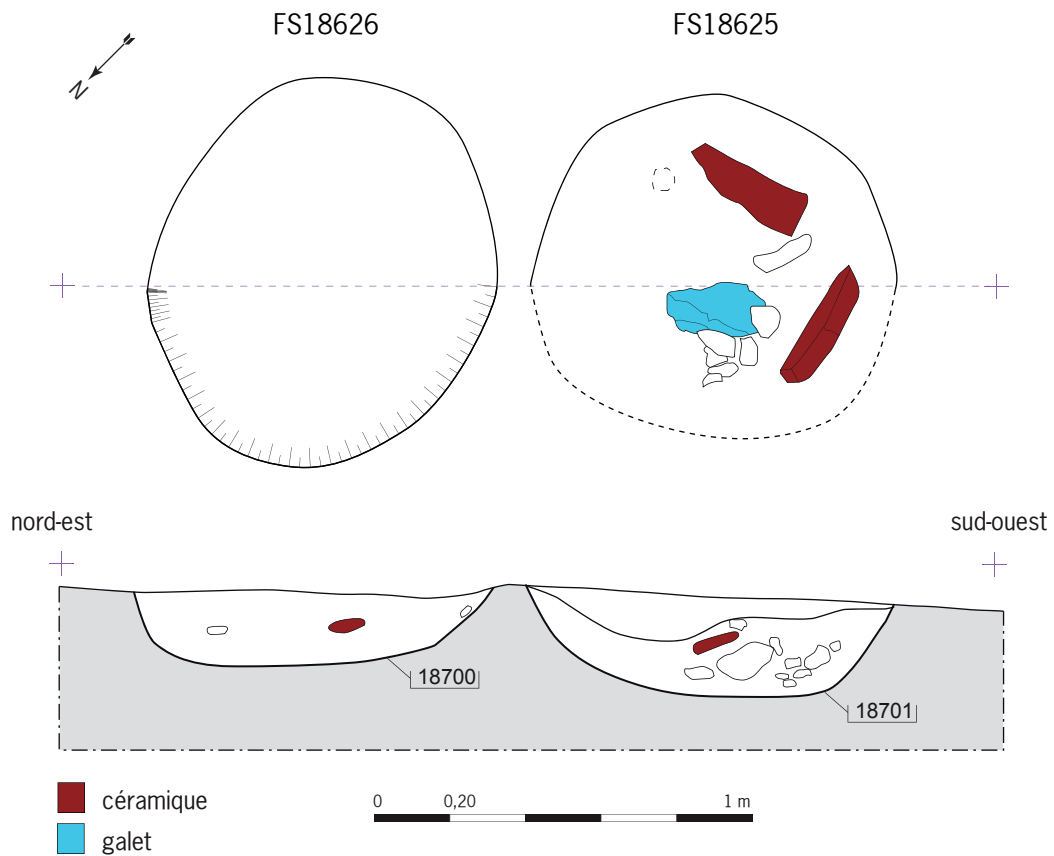 FS18626 FS18625
N
nord-est sud-ouest
18700
18701
céramique
galet
0 0,20 1 m